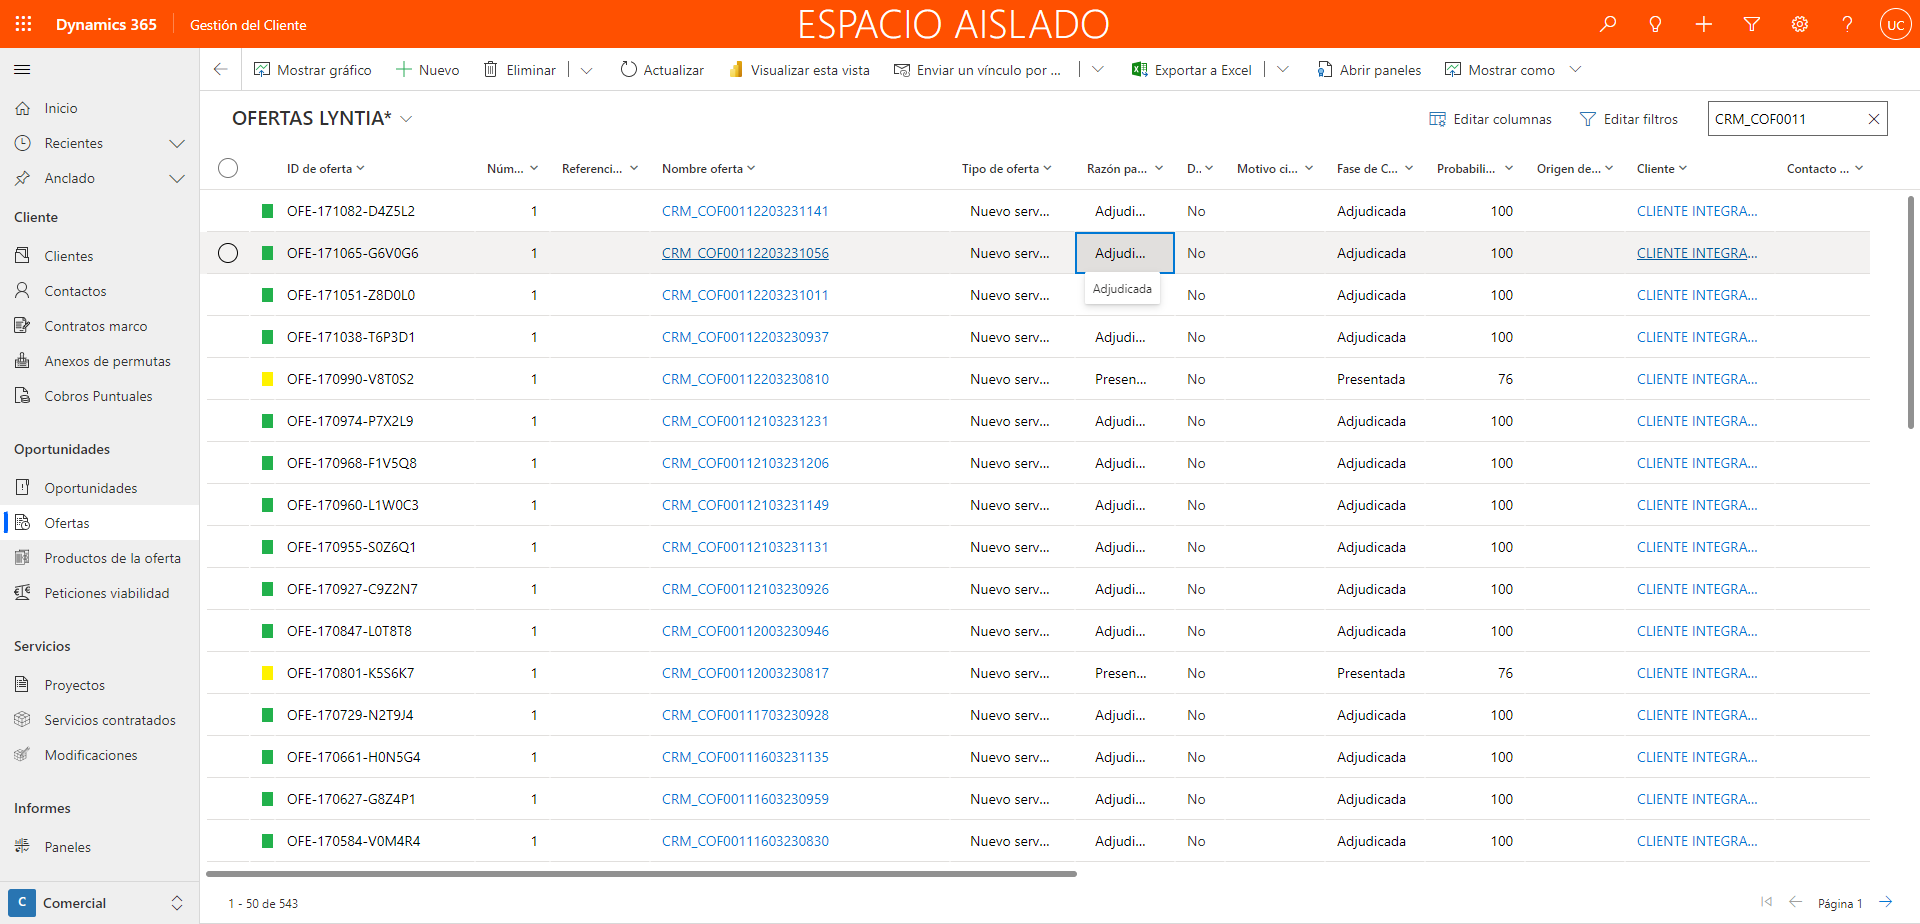 Dynamics 365 Gestión del Cliente ESPACIO AISLADO UC
Mostrar gráfico Nuevo Eliminar Actualizar Visualizar esta vista Enviar un vínculo por ... Exportar a Excel Abrir paneles Mostrar como
Inicio
Recientes
Anclado
Cliente
Clientes
Contactos
Contratos marco
Anexos de permutas
Cobros Puntuales
Oportunidades
Oportunidades
Ofertas
Productos de la oferta
Peticiones viabilidad
Servicios
Proyectos
Servicios contratados
Modificaciones
Informes
Paneles
C Comercial
OFERTAS LYNTIA* Editar columnas Editar filtros CRM_COF0011
ID de oferta Núm... Referenci... Nombre oferta Tipo de oferta Razón pa... D.. Motivo ci... Fase de C... Probabili... Origen de... Cliente Contacto ...
OFE-171082-D4Z5L2 1 CRM_COF00112203231141 Nuevo serv... Adjudi... No Adjudicada 100 CLIENTE INTEGRA...
OFE-171065-G6V0G6 1 CRM_COF00112203231056 Nuevo serv... Adjudi... No Adjudicada 100 CLIENTE INTEGRA...
Adjudicada
OFE-171051-Z8D0L0 1 CRM_COF00112203231011 Nuevo serv... No Adjudicada 100 CLIENTE INTEGRA...
OFE-171038-T6P3D1 1 CRM_COF00112203230937 Nuevo serv... Adjudi... No Adjudicada 100 CLIENTE INTEGRA...
OFE-170990-V8T0S2 1 CRM_COF00112203230810 Nuevo serv... Presen... No Presentada 76 CLIENTE INTEGRA...
OFE-170974-P7X2L9 1 CRM_COF00112103231231 Nuevo serv... Adjudi... No Adjudicada 100 CLIENTE INTEGRA...
OFE-170968-F1V5Q8 1 CRM_COF00112103231206 Nuevo serv... Adjudi... No Adjudicada 100 CLIENTE INTEGRA...
OFE-170960-L1W0C3 1 CRM_COF00112103231149 Nuevo serv... Adjudi... No Adjudicada 100 CLIENTE INTEGRA...
OFE-170955-S0Z6Q1 1 CRM_COF00112103231131 Nuevo serv... Adjudi... No Adjudicada 100 CLIENTE INTEGRA...
OFE-170927-C9Z2N7 1 CRM_COF00112103230926 Nuevo serv... Adjudi... No Adjudicada 100 CLIENTE INTEGRA...
OFE-170847-L0T8T8 1 CRM_COF00112003230946 Nuevo serv... Adjudi... No Adjudicada 100 CLIENTE INTEGRA...
OFE-170801-K5S6K7 1 CRM_COF00112003230817 Nuevo serv... Presen... No Presentada 76 CLIENTE INTEGRA...
OFE-170729-N2T9J4 1 CRM_COF00111703230928 Nuevo serv... Adjudi... No Adjudicada 100 CLIENTE INTEGRA...
OFE-170661-H0N5G4 1 CRM_COF00111603231135 Nuevo serv... Adjudi... No Adjudicada 100 CLIENTE INTEGRA...
OFE-170627-G8Z4P1 1 CRM_COF00111603230959 Nuevo serv... Adjudi... No Adjudicada 100 CLIENTE INTEGRA...
OFE-170584-V0M4R4 1 CRM_COF00111603230830 Nuevo serv... Adjudi... No Adjudicada 100 CLIENTE INTEGRA...
1 - 50 de 543 Página 1